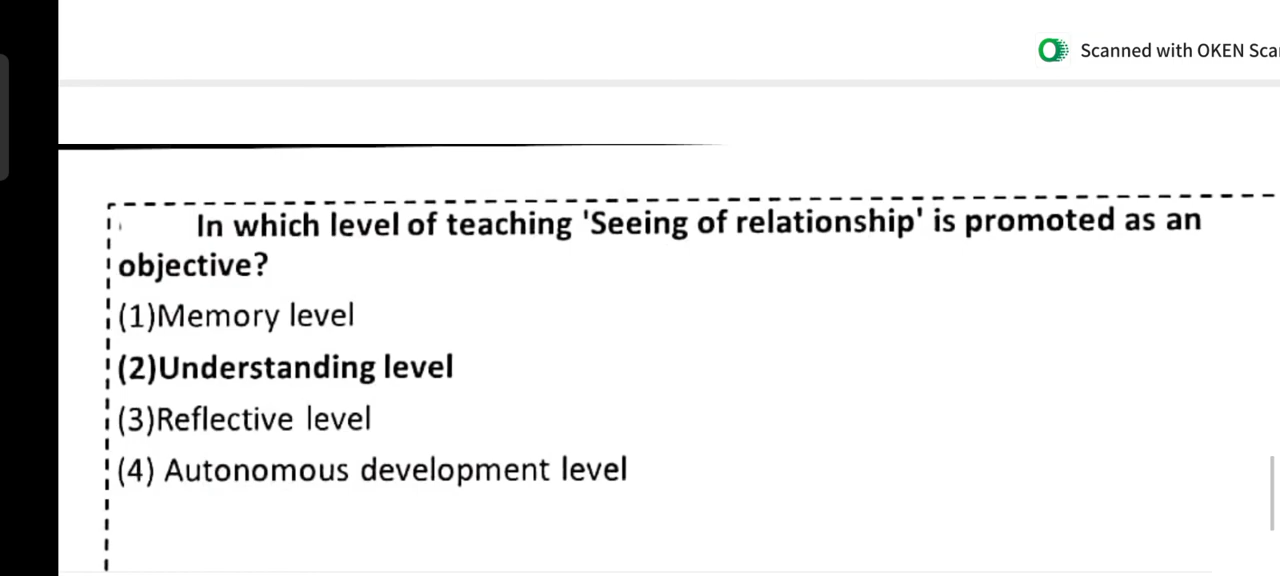 Scanned with OKEN Sca
In which level of teaching 'Seeing of relationship' is promoted as an
objective?
(1)Memory level
(2)Understanding level
(3)Reflective level
(4) Autonomous development level